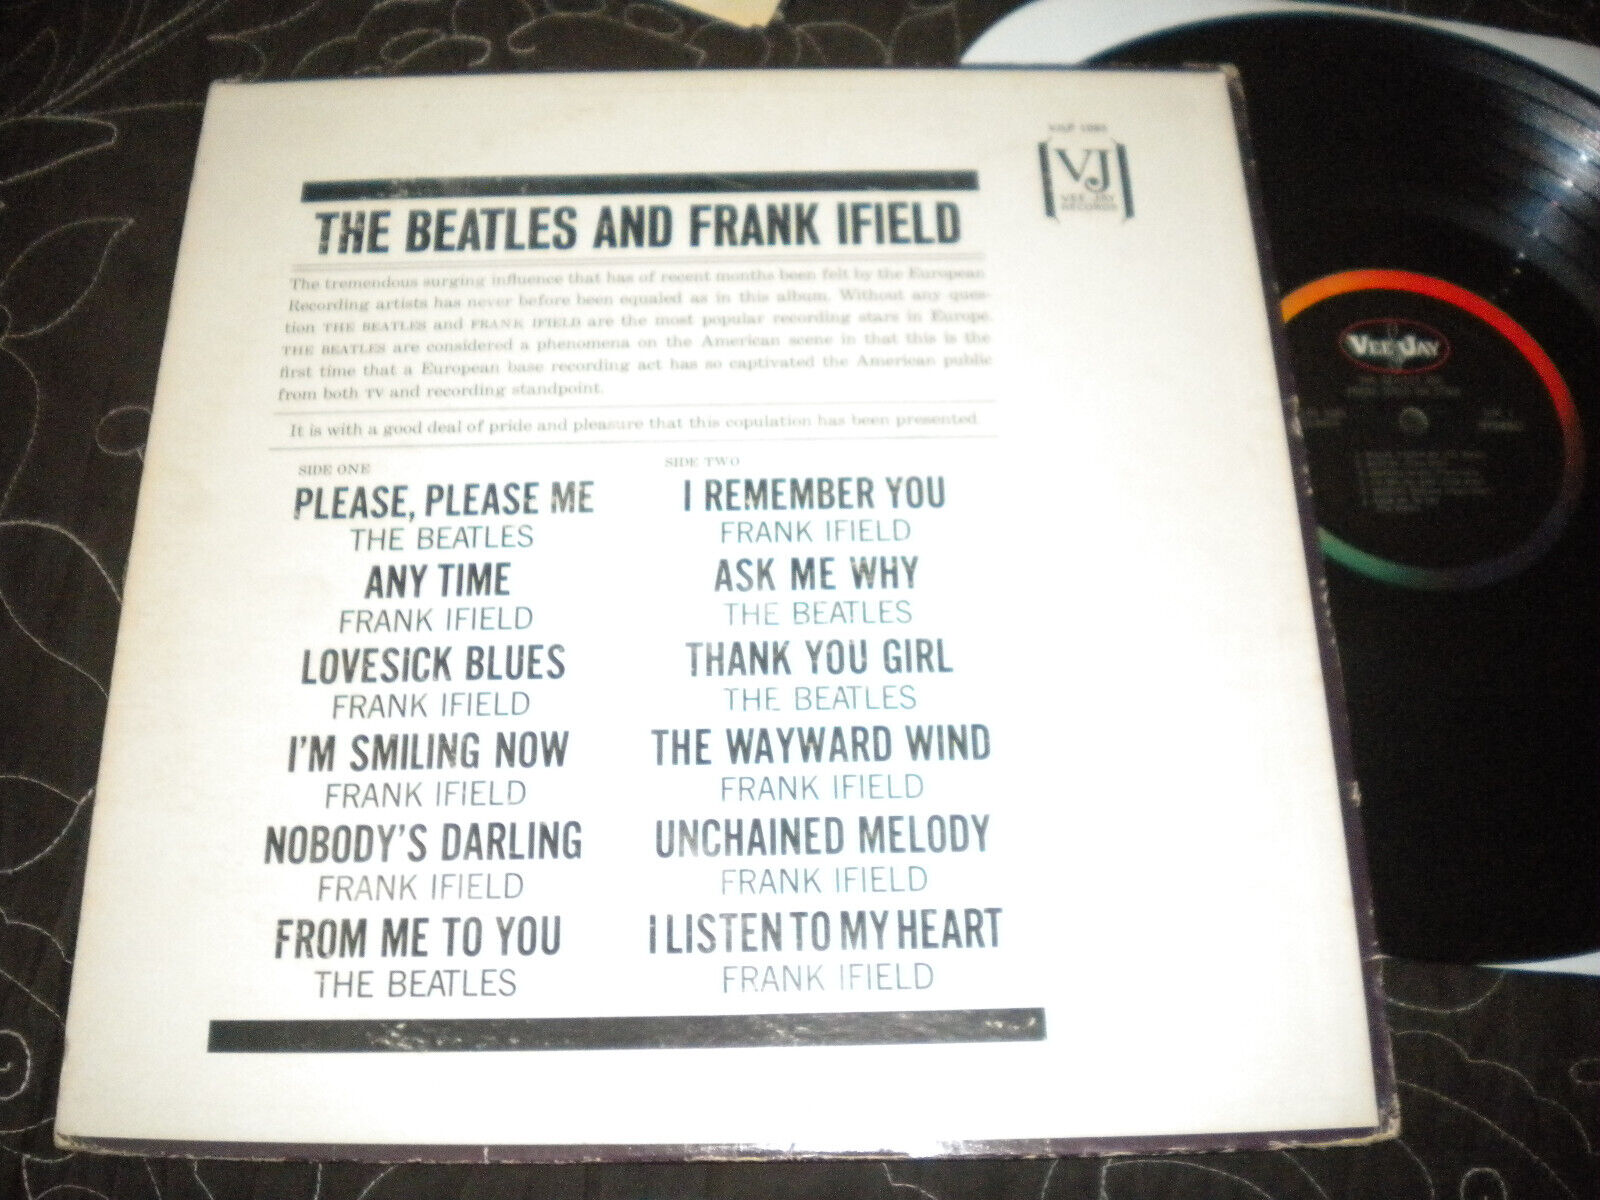 VJLP 1085
VJ
VEE JAY
RECORDS
THE BEATLES AND FRANK IFIELD
The tremendous surging influence that has of recent months been felt by the European
Recording artists has never before been equaled as in this album. Without any ques-
tion THE BEATLES and FRANK IFIELD are the most popular recording stars in Europe.
THE BEATLES are considered a phenomena on the American scene in that this is the
first time that a European base recording act has so captivated the American public
from both TV and recording standpoint.
It is with a good deal of pride and pleasure that this copulation has been presented.
SIDE ONE
PLEASE, PLEASE ME
THE BEATLES
ANY TIME
FRANK IFIELD
LOVESICK BLUES
FRANK IFIELD
I'M SMILING NOW
FRANK IFIELD
NOBODY'S DARLING
FRANK IFIELD
FROM ME TO YOU
THE BEATLES
SIDE TWO
I REMEMBER YOU
FRANK IFIELD
ASK ME WHY
THE BEATLES
THANK YOU GIRL
THE BEATLES
THE WAYWARD WIND
FRANK IFIELD
UNCHAINED MELODY
FRANK IFIELD
I LISTEN TO MY HEART
FRANK IFIELD
VEE JAY